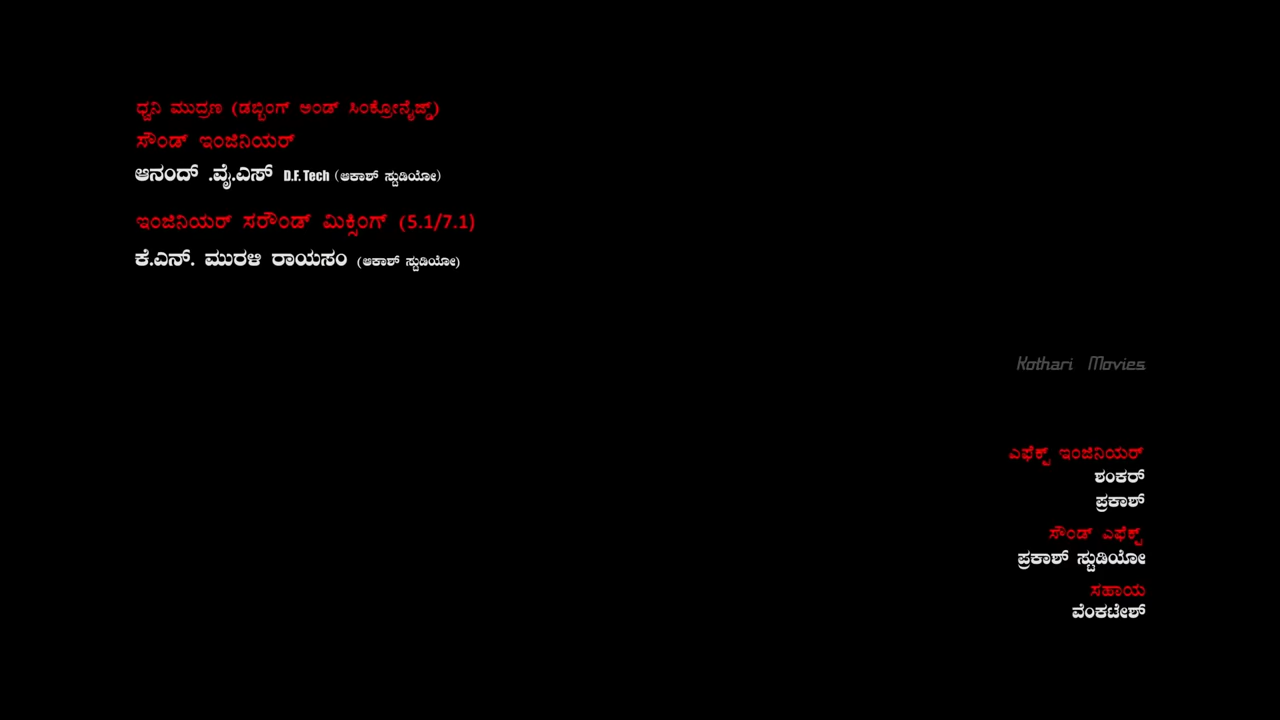 ಧ್ವನಿ ಮುದ್ರಣ (ಡಬ್ಬಿಂಗ್ ಅಂಡ್ ಸಿಂಕ್ರೋನೈಜ್ಡ್)
ಸೌಂಡ್ ಇಂಜಿನಿಯರ್
ಆನಂದ್ .ವೈ.ಎಸ್ D.F. Tech (ಆಕಾಶ್ ಸ್ಟುಡಿಯೋ)
ಇಂಜಿನಿಯರ್ ಸರೌಂಡ್ ಮಿಕ್ಸಿಂಗ್ (5.1/7.1)
ಕೆ.ಎನ್. ಮುರಳಿ ರಾಯಸಂ (ಆಕಾಶ್ ಸ್ಟುಡಿಯೋ)
Kothari Movies
ಎಫೆಕ್ಟ್ ಇಂಜಿನಿಯರ್
ಶಂಕರ್
ಪ್ರಕಾಶ್
ಸೌಂಡ್ ಎಫೆಕ್ಟ್
ಪ್ರಕಾಶ್ ಸ್ಟುಡಿಯೋ
ಸಹಾಯ
ವೆಂಕಟೇಶ್